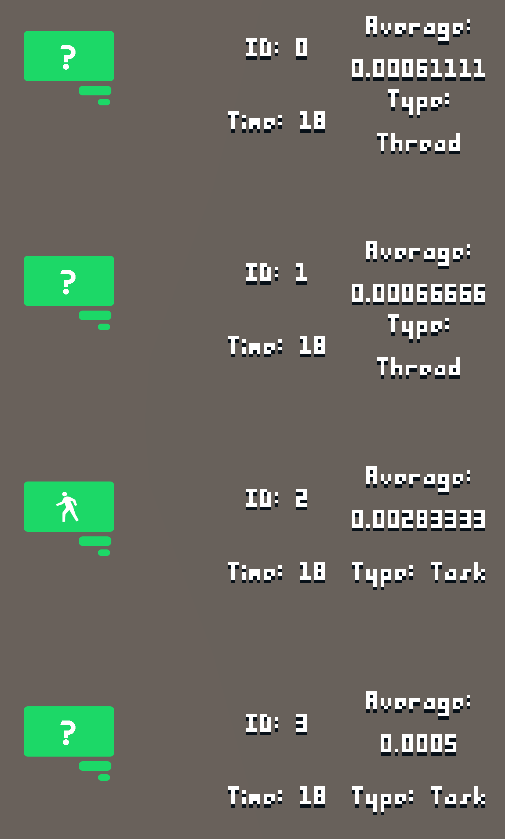 ?
ID: 0
Average:
0.00061111
Time: 18
Type:
Thread
?
ID: 1
Average:
0.00066666
Time: 18
Type:
Thread
ID: 2
Average:
0.00283333
Time: 18
Type: Task
?
ID: 3
Average:
0.0005
Time: 18
Type: Task